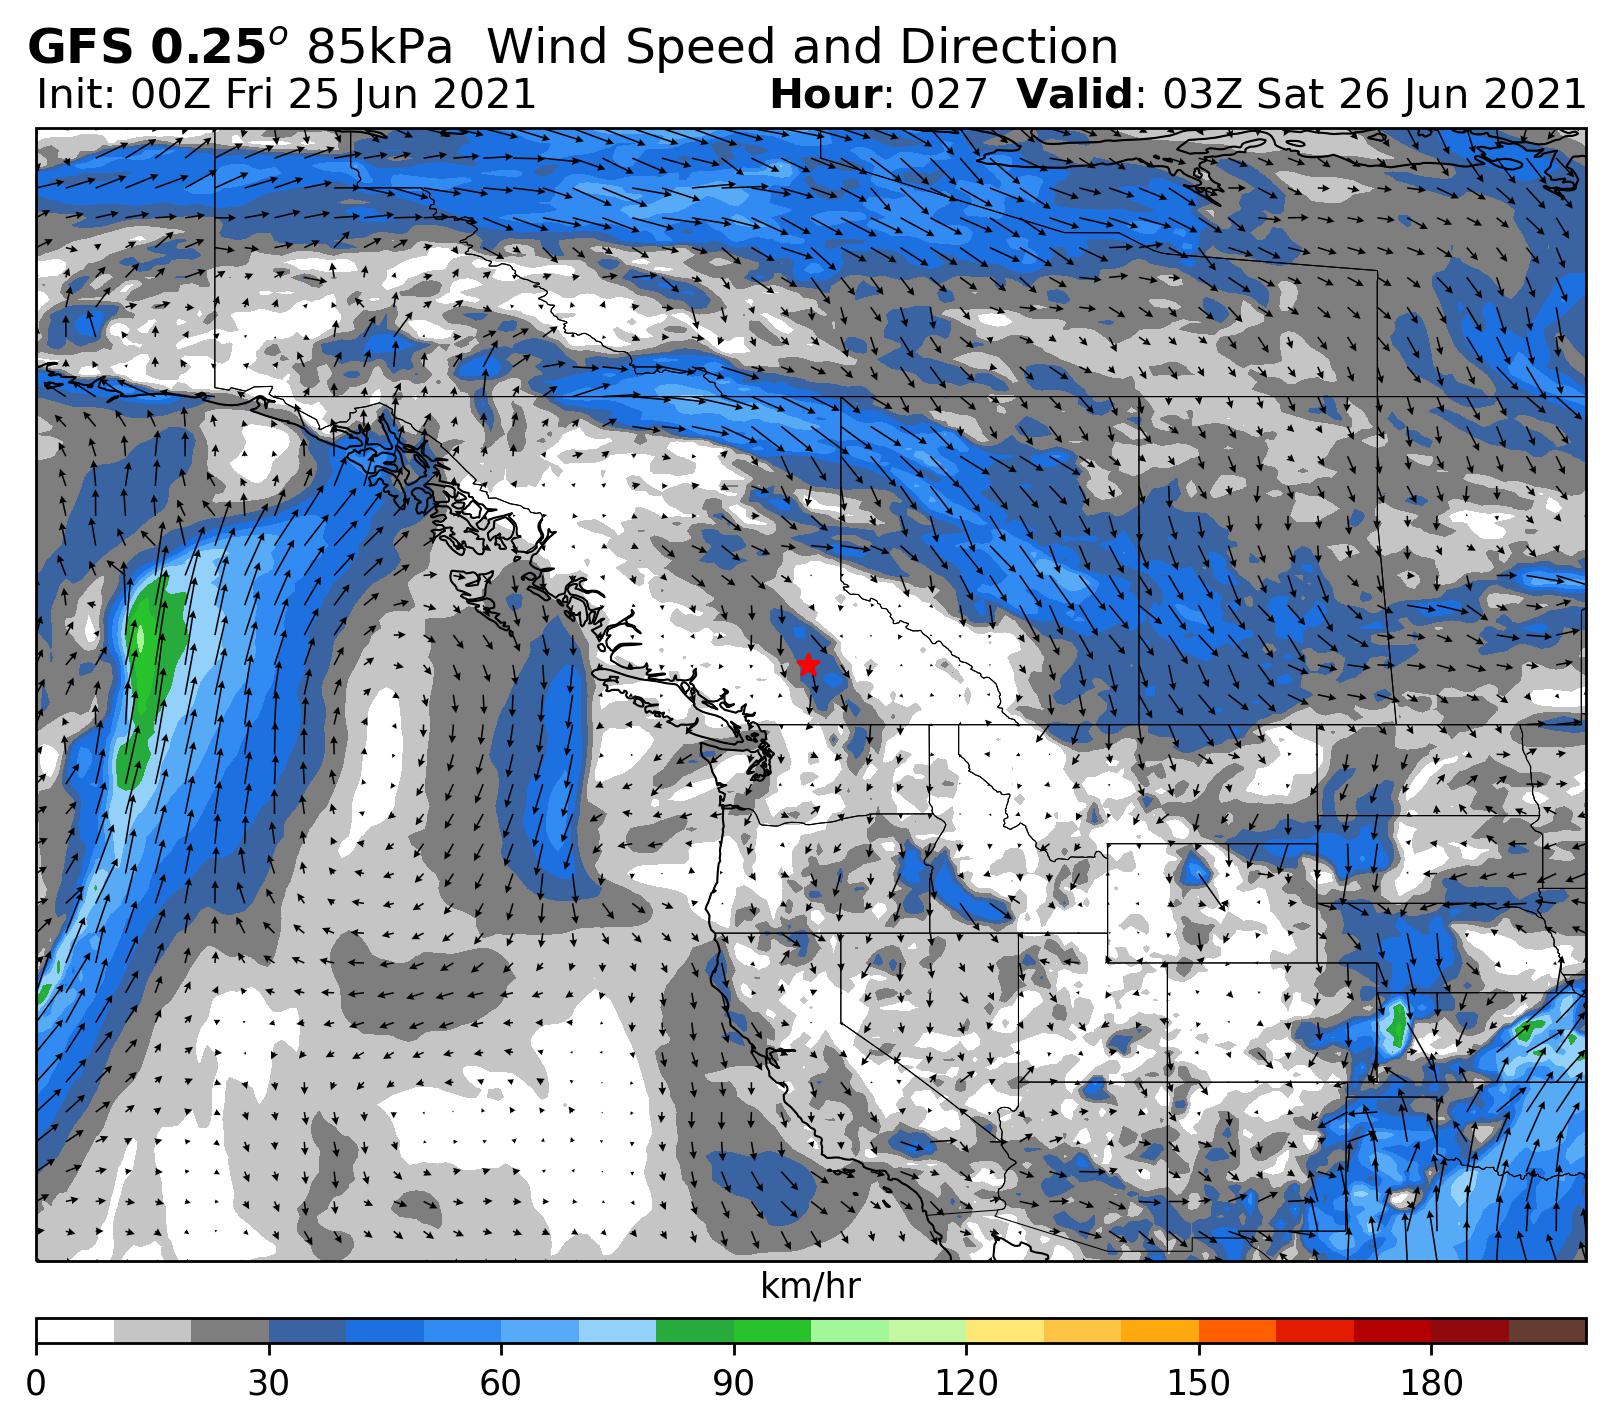 GFS 0.25º 85kPa Wind Speed and Direction
Init: 00Z Fri 25 Jun 2021 Hour: 027 Valid: 03Z Sat 26 Jun 2021
km/hr
0 30 60 90 120 150 180